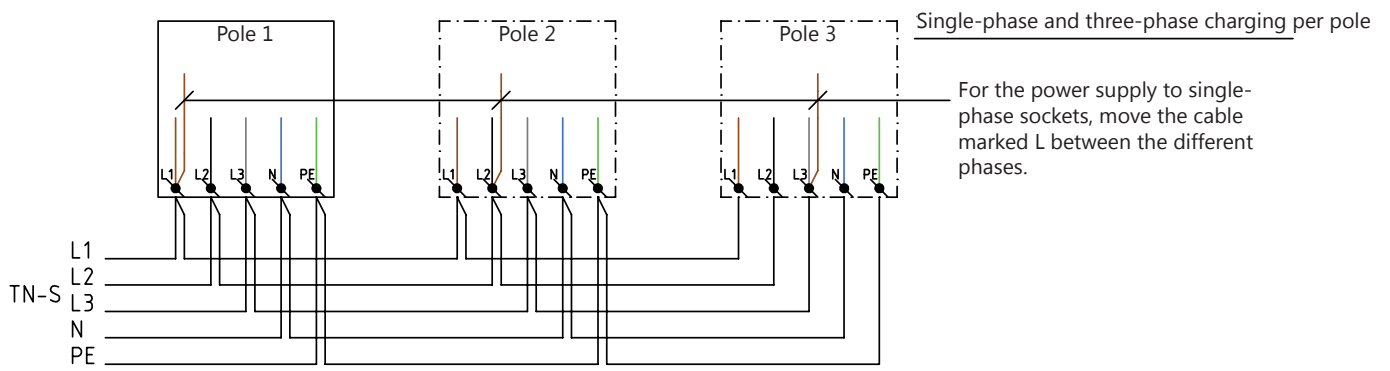 Single-phase and three-phase charging per pole
Pole 1 Pole 2 Pole 3
For the power supply to single-
phase sockets, move the cable
marked L between the different
phases.
L1 L2 L3 N PE L1 L2 L3 N PE L1 L2 L3 N PE
L1
L2
TN-S
L3
N
PE